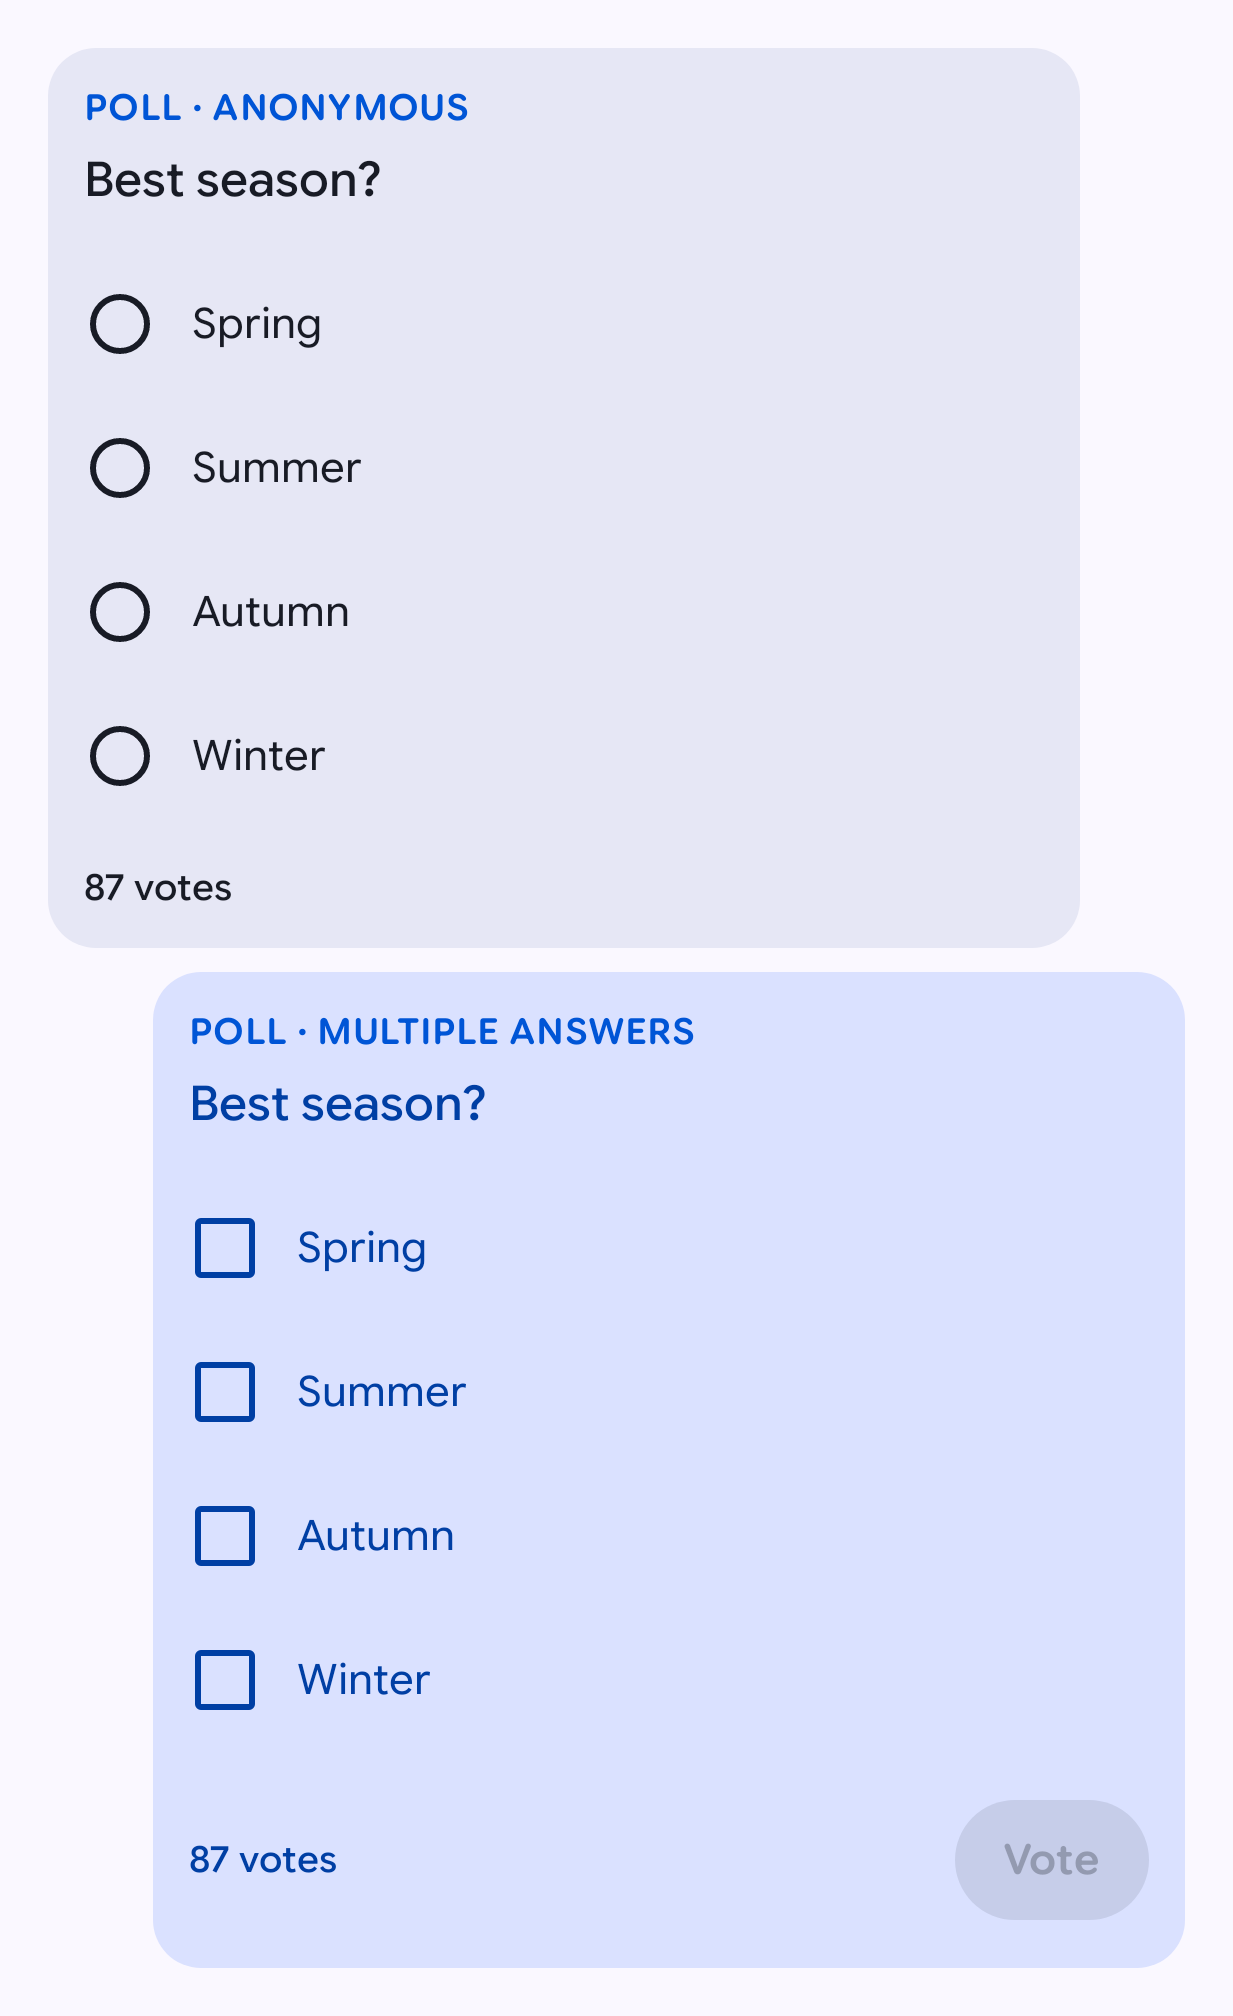 POLL · ANONYMOUS
Best season?
Spring
Summer
Autumn
Winter
87 votes
POLL · MULTIPLE ANSWERS
Best season?
Spring
Summer
Autumn
Winter
87 votes
Vote